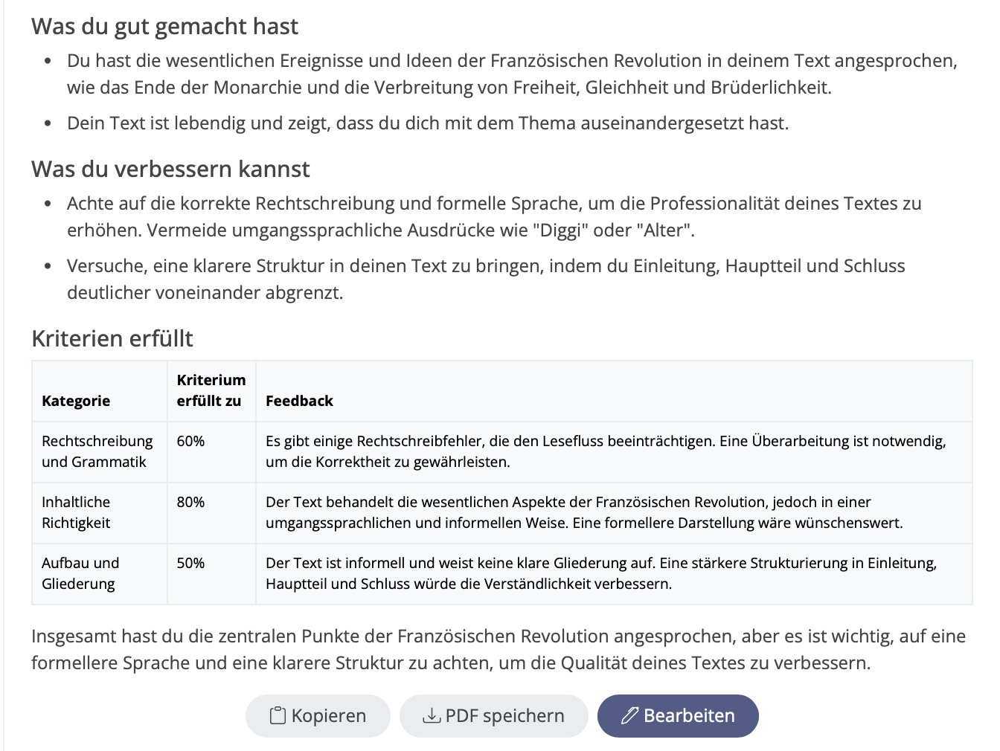 Was du gut gemacht hast
• Du hast die wesentlichen Ereignisse und Ideen der Französischen Revolution in deinem Text angesprochen,
wie das Ende der Monarchie und die Verbreitung von Freiheit, Gleichheit und Brüderlichkeit.
• Dein Text ist lebendig und zeigt, dass du dich mit dem Thema auseinandergesetzt hast.
Was du verbessern kannst
• Achte auf die korrekte Rechtschreibung und formelle Sprache, um die Professionalität deines Textes zu
erhöhen. Vermeide umgangssprachliche Ausdrücke wie "Diggi" oder "Alter".
• Versuche, eine klarere Struktur in deinen Text zu bringen, indem du Einleitung, Hauptteil und Schluss
deutlicher voneinander abgrenzt.
Kriterien erfüllt
Kategorie
Kriterium
erfüllt zu
Feedback
Rechtschreibung
und Grammatik
60%
Es gibt einige Rechtschreibfehler, die den Lesefluss beeinträchtigen. Eine Überarbeitung ist notwendig,
um die Korrektheit zu gewährleisten.
Inhaltliche
Richtigkeit
80%
Der Text behandelt die wesentlichen Aspekte der Französischen Revolution, jedoch in einer
umgangssprachlichen und informellen Weise. Eine formellere Darstellung wäre wünschenswert.
Aufbau und
Gliederung
50%
Der Text ist informell und weist keine klare Gliederung auf. Eine stärkere Strukturierung in Einleitung,
Hauptteil und Schluss würde die Verständlichkeit verbessern.
Insgesamt hast du die zentralen Punkte der Französischen Revolution angesprochen, aber es ist wichtig, auf eine
formellere Sprache und eine klarere Struktur zu achten, um die Qualität deines Textes zu verbessern.
Kopieren
PDF speichern
Bearbeiten